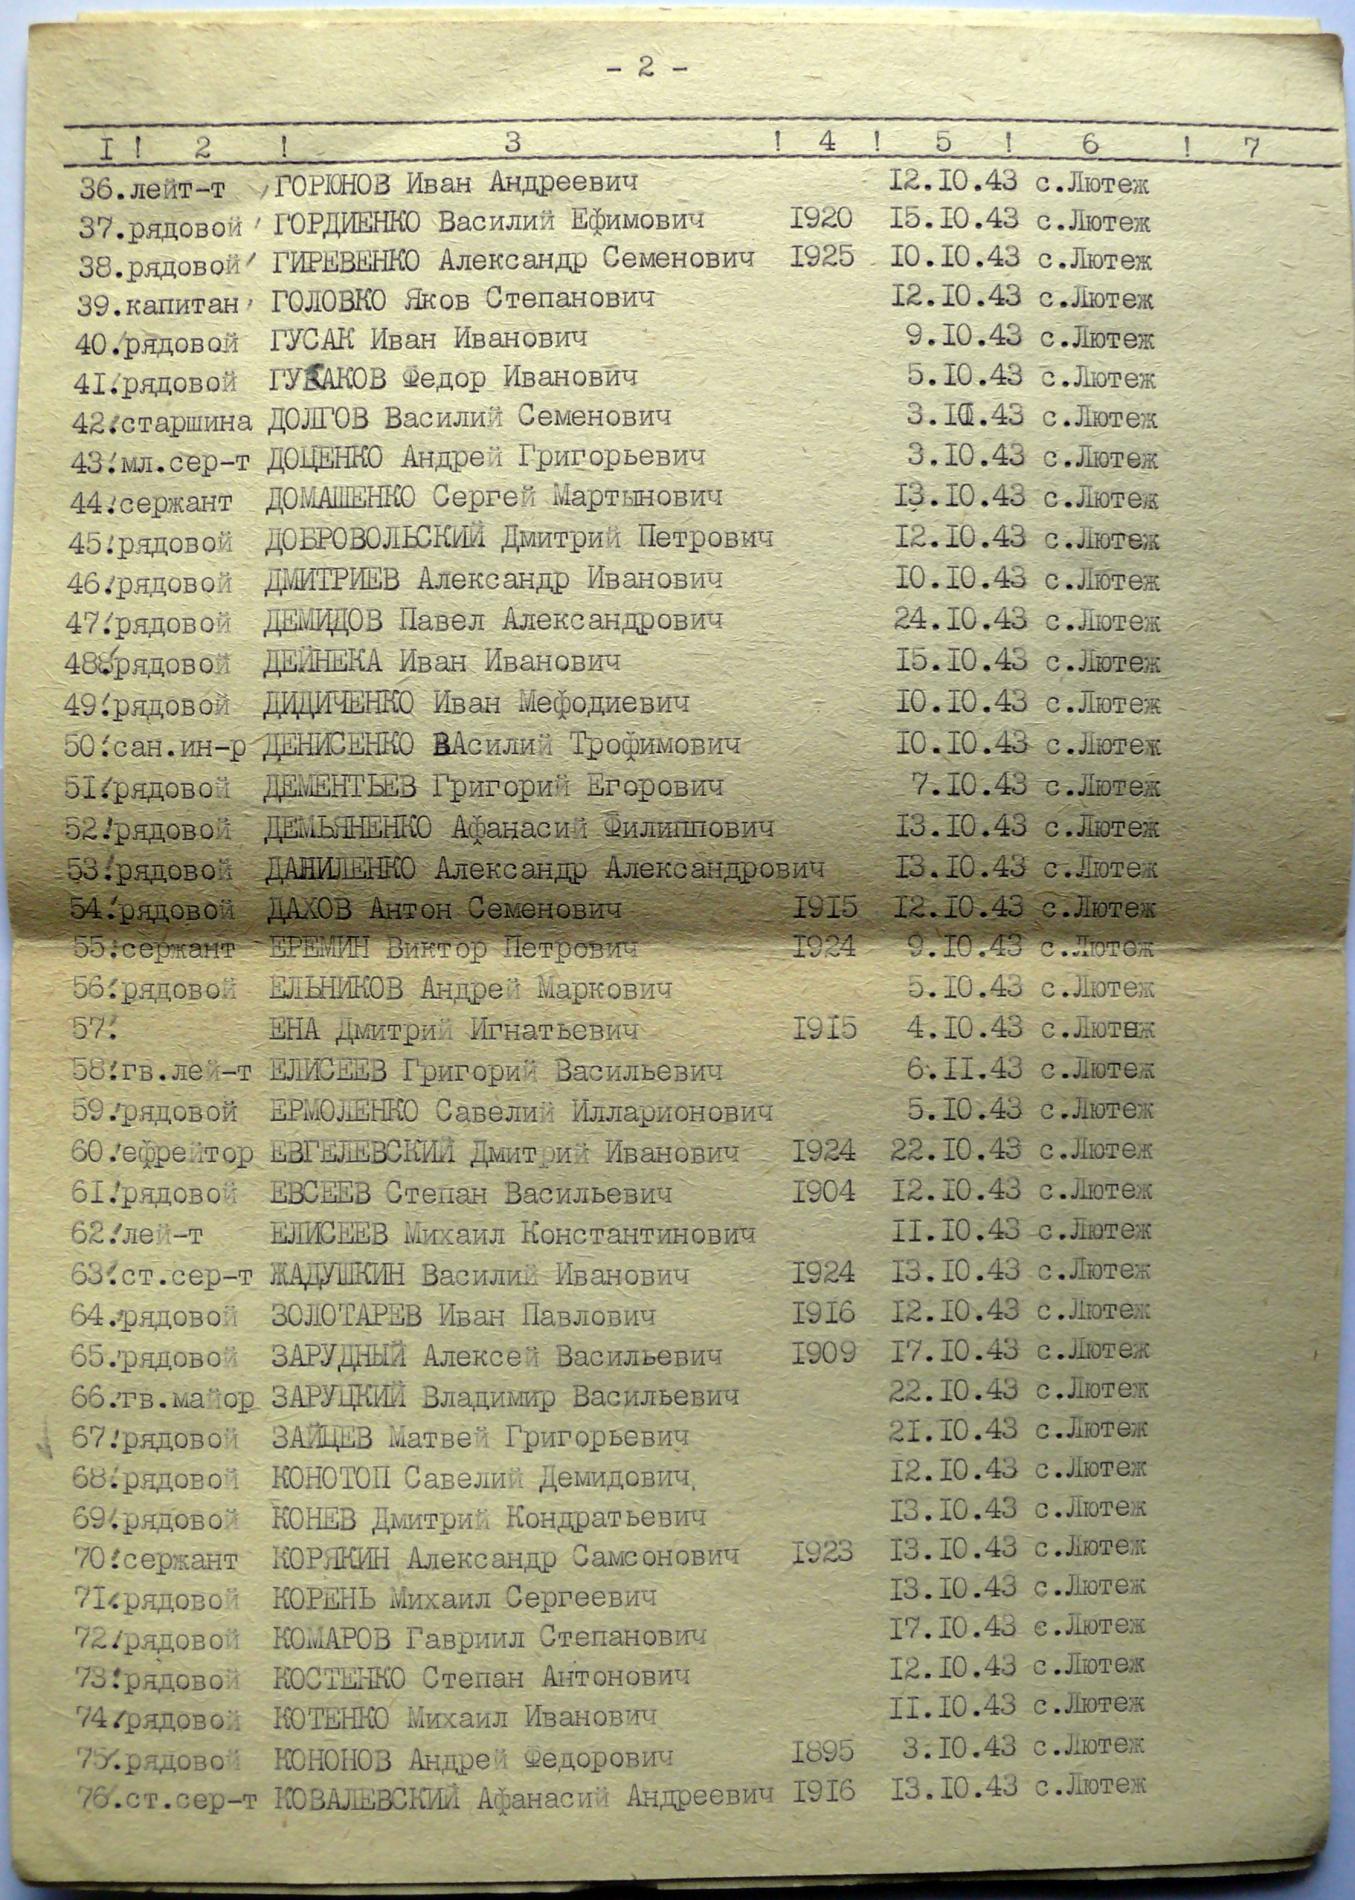 - 2 -
I ! 2 ! 3 ! 4 ! 5 ! 6 ! 7
36.лейт-т ГОРЮНОВ Иван Андреевич 12.10.43 с.Лютеж
37.рядовой ГОРДИЕНКО Василий Ефимович 1920 15.10.43 с.Лютеж
38.рядовой ГИРЕВЕНКО Александр Семенович 1925 10.10.43 с.Лютеж
39.капитан ГОЛОВКО Яков Степанович 12.10.43 с.Лютеж
40.рядовой ГУСАК Иван Иванович 9.10.43 с.Лютеж
41.рядовой Федор Иванович 5.10.43 с.Лютеж
42.старшина ДОЛГОВ Василий Семенович 3.10.43 с.Лютеж
43.мл.сер-т ДОЦЕНКО Андрей Григорьевич 3.10.43 с.Лютеж
44.сержант ДОМАШЕНКО Сергей Мартынович 13.10.43 с.Лютеж
45.рядовой ДОБРОВОЛЬСКИЙ Дмитрий Петрович 12.10.43 с.Лютеж
46.рядовой ДМИТРИЕВ Александр Иванович 10.10.43 с.Лютеж
47.рядовой ДЕМИДОВ Павел Александрович 24.10.43 с.Лютеж
48.рядовой ДЕЙНЕКА Иван Иванович 15.10.43 с.Лютеж
49.рядовой ДИДИЧЕНКО Иван Мефодиевич 10.10.43 с.Лютеж
50.сан.ин-р ДЕНИСЕНКО ВАсилий Трофимович 10.10.43 с.Лютеж
51.рядовой ДЕМЕНТЬЕВ Григорий Егорович 7.10.43 с.Лютеж
52.рядовой ДЕМЬЯНЕНКО Афанасий Филиппович 13.10.43 с.Лютеж
53.рядовой ДАНИЛЕНКО Александр Александрович 13.10.43 с.Лютеж
54.рядовой ДАХОВ Антон Семенович 1915 12.10.43 с.Лютеж
55.сержант ЕРЕМИН Виктор Петрович 1924 9.10.43 с.Лютеж
56.рядовой ЕЛЬНИКОВ Андрей Маркович 5.10.43 с.Лютеж
57. ЕНА Дмитрий Игнатьевич 1915 4.10.43 с.Лютеж
58.гв.лей-т ЕЛИСЕЕВ Григорий Васильевич 6.11.43 с.Лютеж
59.рядовой ЕРМОЛЕНКО Савелий Илларионович 5.10.43 с.Лютеж
60.ефрейтор ЕВГЕЛЕВСКИЙ Дмитрий Иванович 1924 22.10.43 с.Лютеж
61.рядовой ЕВСЕЕВ Степан Васильевич 1904 12.10.43 с.Лютеж
62.лей-т ЕЛИСЕЕВ Михаил Константинович 11.10.43 с.Лютеж
63.ст.сер-т ЖАДУШКИН Василий Иванович 1924 13.10.43 с.Лютеж
64.рядовой ЗОЛОТАРЕВ Иван Павлович 1916 12.10.43 с.Лютеж
65.рядовой ЗАРУДНЫЙ Алексей Васильевич 1909 17.10.43 с.Лютеж
66.гв.майор ЗАРУЦКИЙ Владимир Васильевич 22.10.43 с.Лютеж
67.рядовой ЗАЙЦЕВ Матвей Григорьевич 21.10.43 с.Лютеж
68.рядовой КОНОТОП Савелий Демидович 12.10.43 с.Лютеж
69.рядовой КОНЕВ Дмитрий Кондратьевич 13.10.43 с.Лютеж
70.сержант КОРЯКИН Александр Самсонович 1923 13.10.43 с.Лютеж
71.рядовой КОРЕНЬ Михаил Сергеевич 13.10.43 с.Лютеж
72.рядовой КОМАРОВ Гавриил Степанович 17.10.43 с.Лютеж
73.рядовой КОСТЕНКО Степан Антонович 12.10.43 с.Лютеж
74.рядовой КОТЕНКО Михаил Иванович 11.10.43 с.Лютеж
75.рядовой КОНОНОВ Андрей Федорович 1895 3.10.43 с.Лютеж
76.ст.сер-т КОВАЛЕВСКИЙ Афанасий Андреевич 1916 13.10.43 с.Лютеж